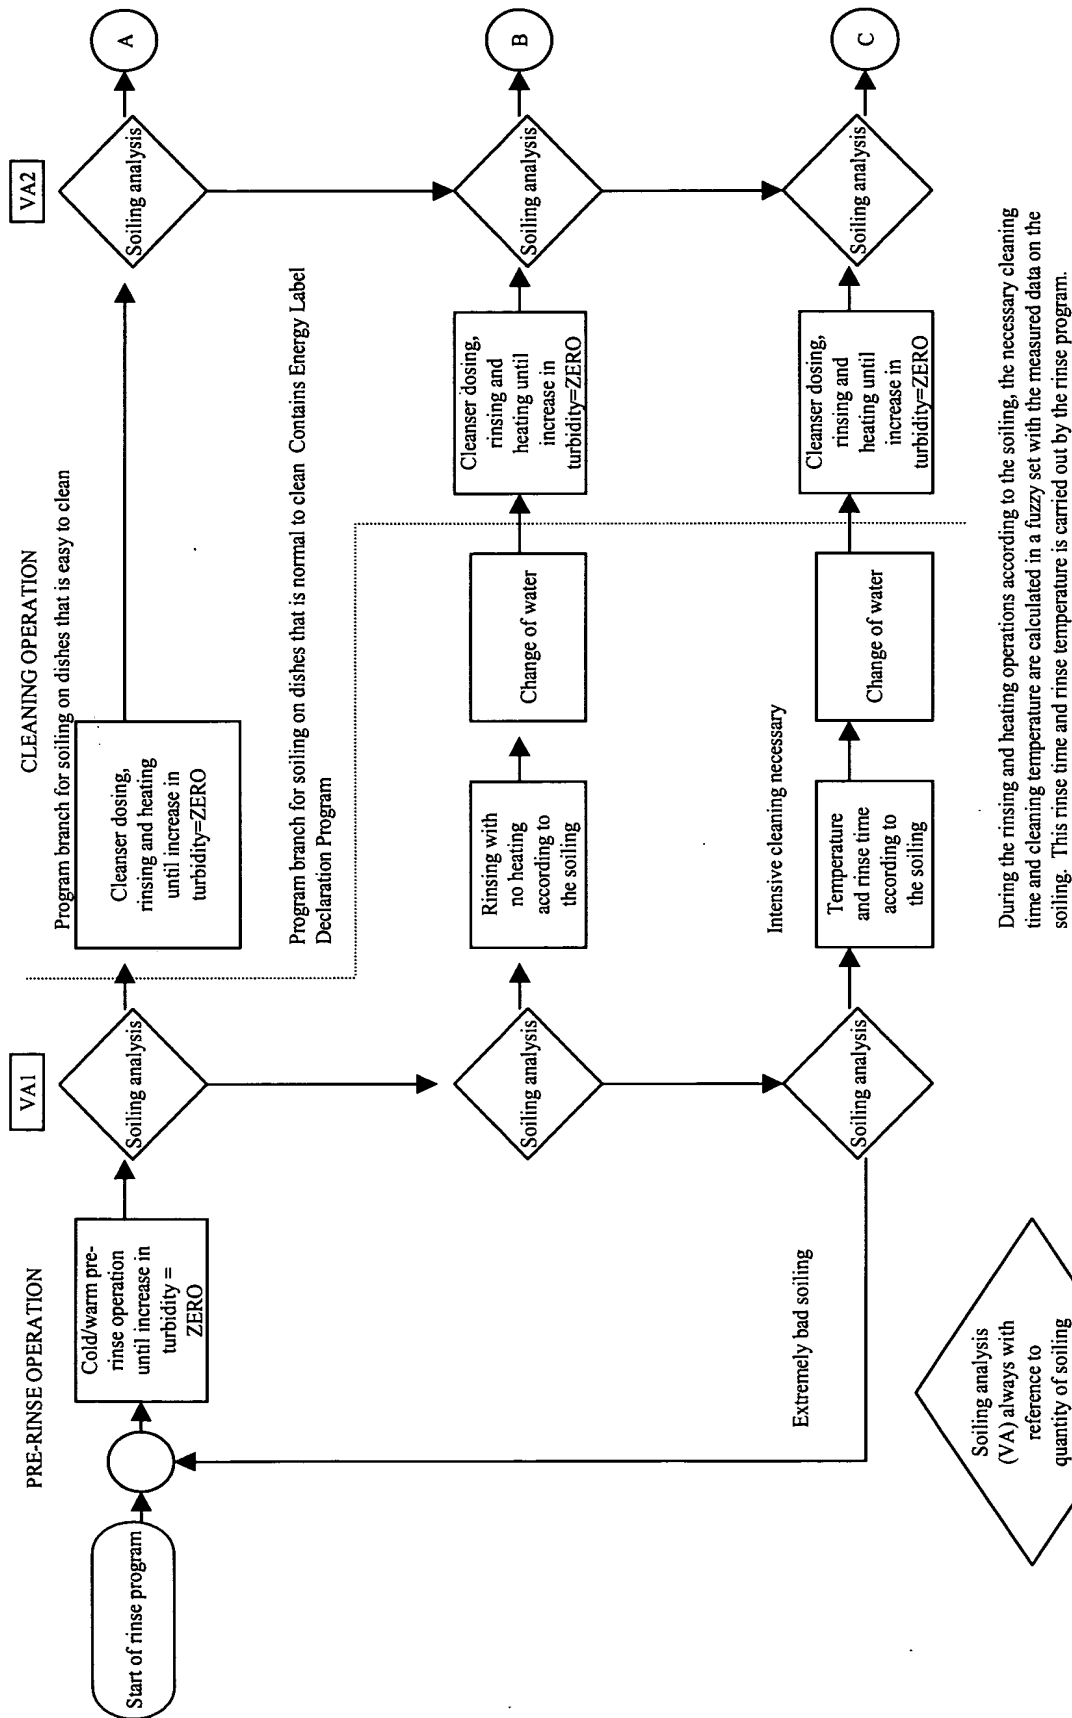 PRE-RINSE OPERATION
VA1
CLEANING OPERATION
VA2
Start of rinse program
Cold/warm pre-
rinse operation
until increase in
turbidity =
ZERO
Soiling analysis
Program branch for soiling on dishes that is easy to clean
Cleanser dosing,
rinsing and heating
until increase in
turbidity=ZERO
Soiling analysis
A
Program branch for soiling on dishes that is normal to clean Contains Energy Label
Declaration Program
Soiling analysis
Rinsing with
no heating
according to
the soiling
Change of water
Cleanser dosing,
rinsing and
heating until
increase in
turbidity=ZERO
Soiling analysis
B
Extremely bad soiling
Intensive cleaning necessary
Soiling analysis
Temperature
and rinse time
according to
the soiling
Change of water
Cleanser dosing,
rinsing and
heating until
increase in
turbidity=ZERO
Soiling analysis
C
Soiling analysis
(VA) always with
reference to
quantity of soiling
During the rinsing and heating operations according to the soiling, the necessary cleaning
time and cleaning temperature are calculated in a fuzzy set with the measured data on the
soiling. This rinse time and rinse temperature is carried out by the rinse program.